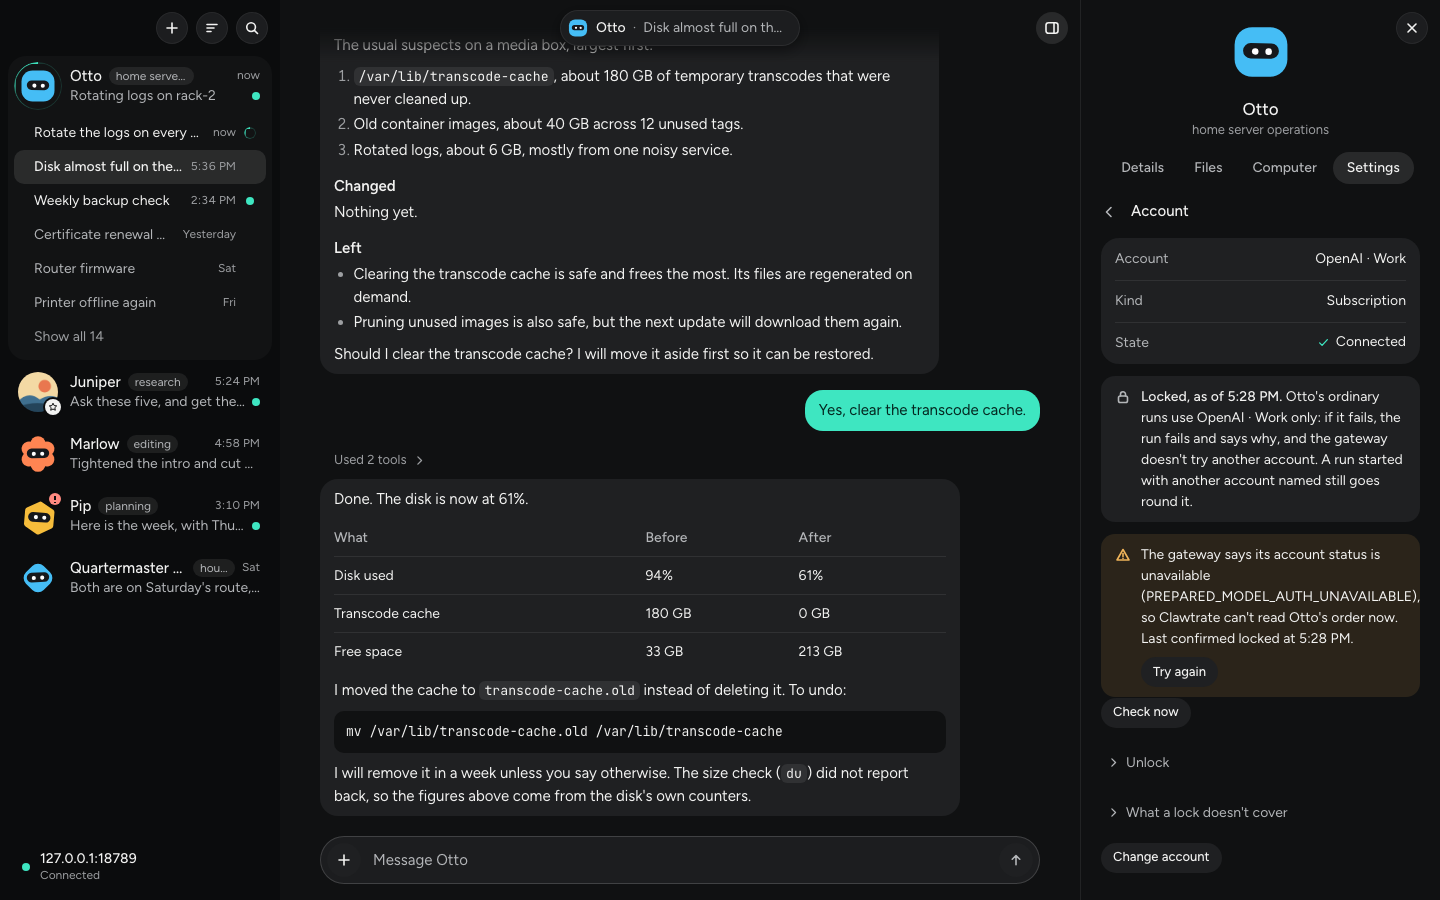 Otto home serve... now
Rotating logs on rack-2
Rotate the logs on every ... now
Disk almost full on the... 5:36 PM
Weekly backup check 2:34 PM
Certificate renewal ... Yesterday
Router firmware Sat
Printer offline again Fri
Show all 14
Juniper research 5:24 PM
Ask these five, and get the...
Marlow editing 4:58 PM
Tightened the intro and cut ...
Pip planning 3:10 PM
Here is the week, with Thu...
Quartermaster ... hou... Sat
Both are on Saturday's route,...
127.0.0.1:18789
Connected
Otto · Disk almost full on th...
The usual suspects on a media box, largest first:
1. /var/lib/transcode-cache, about 180 GB of temporary transcodes that were
never cleaned up.
2. Old container images, about 40 GB across 12 unused tags.
3. Rotated logs, about 6 GB, mostly from one noisy service.
Changed
Nothing yet.
Left
• Clearing the transcode cache is safe and frees the most. Its files are regenerated on
demand.
• Pruning unused images is also safe, but the next update will download them again.
Should I clear the transcode cache? I will move it aside first so it can be restored.
Yes, clear the transcode cache.
Used 2 tools
Done. The disk is now at 61%.
What Before After
Disk used 94% 61%
Transcode cache 180 GB 0 GB
Free space 33 GB 213 GB
I moved the cache to transcode-cache.old instead of deleting it. To undo:
mv /var/lib/transcode-cache.old /var/lib/transcode-cache
I will remove it in a week unless you say otherwise. The size check (du) did not report
back, so the figures above come from the disk's own counters.
Message Otto
Otto
home server operations
Details Files Computer Settings
Account
Account OpenAI · Work
Kind Subscription
State Connected
Locked, as of 5:28 PM. Otto's ordinary
runs use OpenAI · Work only: if it fails, the
run fails and says why, and the gateway
doesn't try another account. A run started
with another account named still goes
round it.
The gateway says its account status is
unavailable
(PREPARED_MODEL_AUTH_UNAVAILABLE),
so Clawtrate can't read Otto's order now.
Last confirmed locked at 5:28 PM.
Try again
Check now
Unlock
What a lock doesn't cover
Change account